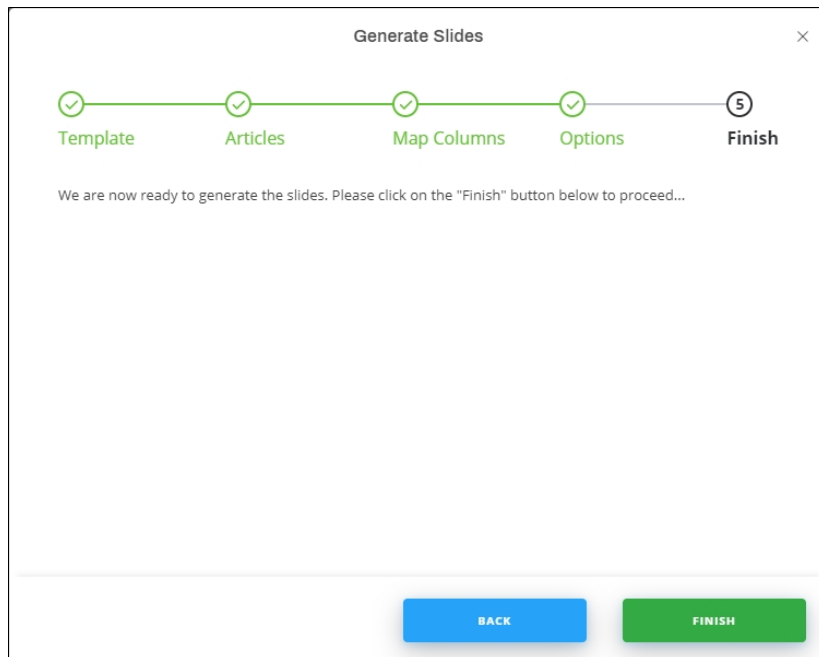 Generate Slides
5
Template Articles Map Columns Options Finish
We are now ready to generate the slides. Please click on the "Finish" button below to proceed...
BACK FINISH